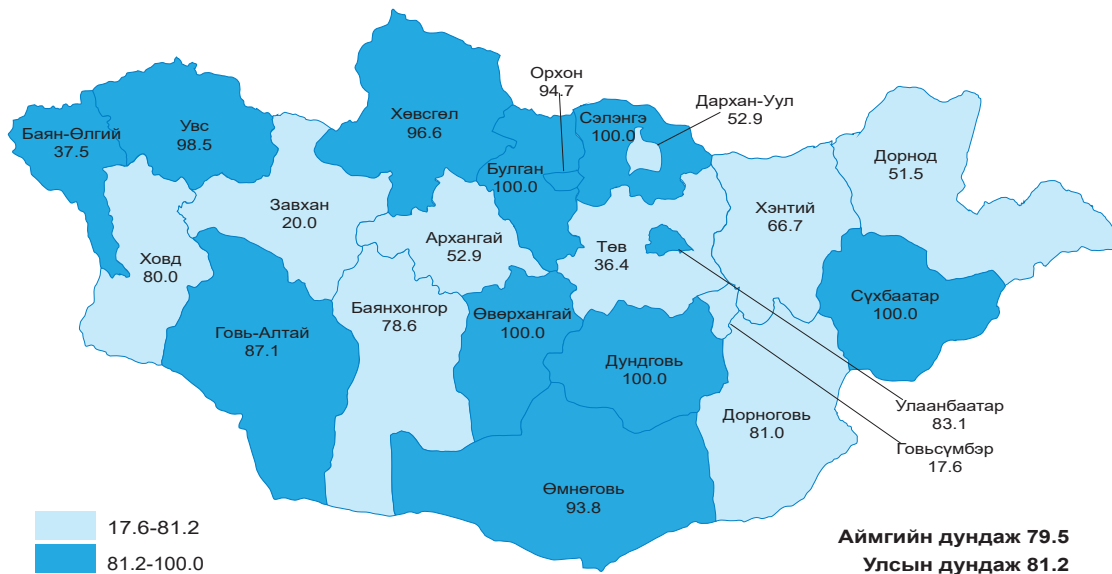 Орхон
94.7
Дархан-Уул
52.9
Баян-Өлгий
37.5
Увс
98.5
Хөвсгөл
96.6
Сэлэнгэ
100.0
Булган
100.0
Дорнод
51.5
Завхан
20.0
Хэнтий
66.7
Архангай
52.9
Төв
36.4
Ховд
80.0
Сүхбаатар
100.0
Баянхонгор
78.6
Өвөрхангай
100.0
Говь-Алтай
87.1
Дундговь
100.0
Дорноговь
81.0
Улаанбаатар
83.1
Говьсүмбэр
17.6
Өмнөговь
93.8
17.6-81.2
81.2-100.0
Аймгийн дундаж 79.5
Улсын дундаж 81.2